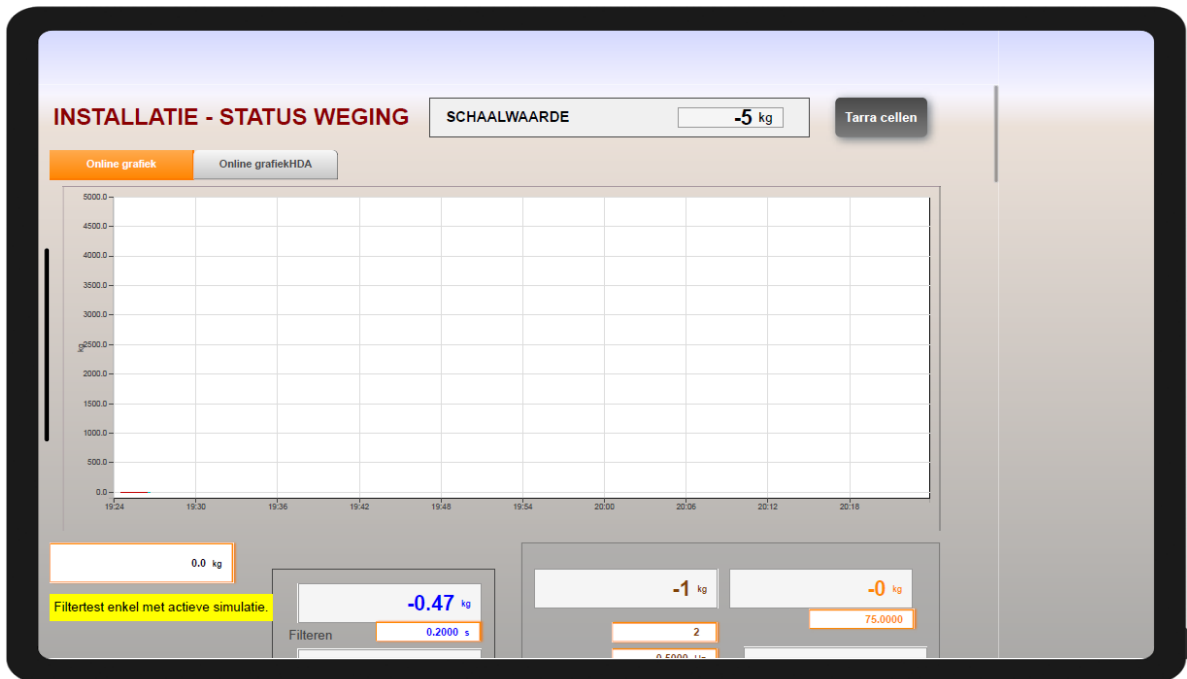 INSTALLATIE - STATUS WEGING
SCHAALWAARDE
-5 kg
Tarra cellen
Online grafiek
Online grafiekHDA
5000.0
4500.0
4000.0
3500.0
3000.0
kg
2500.0
2000.0
1500.0
1000.0
500.0
0.0
19:24 19:30 19:36 19:42 19:48 19:54 20:00 20:06 20:12 20:18
0.0 kg
Filtertest enkel met actieve simulatie.
-0.47 kg
Filteren
0.2000 s
-1 kg
-0 kg
75.0000
2